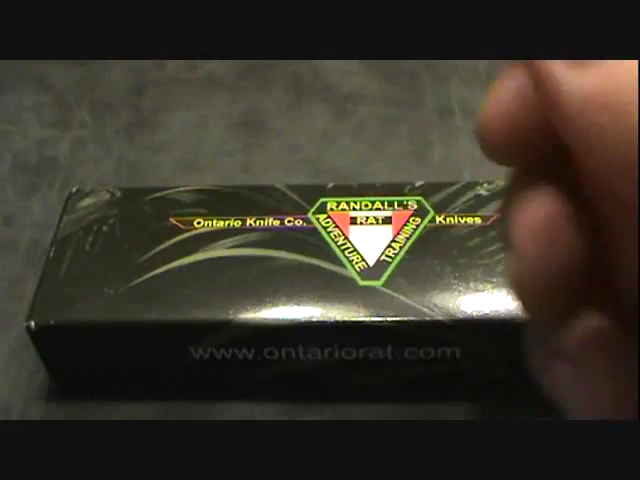 RANDALL'S
Ontario Knife Co. RAT Knives
ADVENTURE TRAINING
www.ontariorat.com